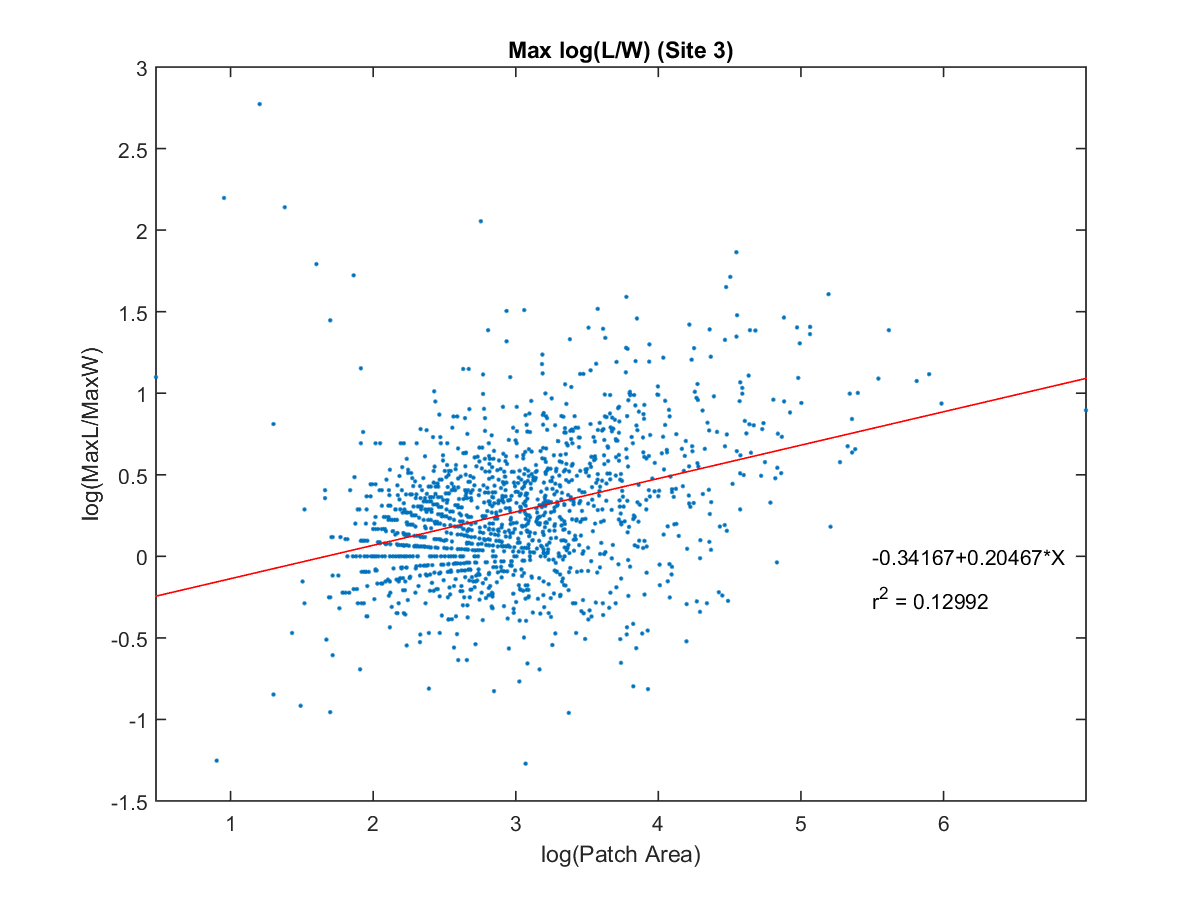 Max log(L/W) (Site 3)
3
2.5
2
1.5
1
0.5
0
-0.5
-1
-1.5
log(MaxL/MaxW)
-0.34167+0.20467*X
r² = 0.12992
1 2 3 4 5 6
log(Patch Area)